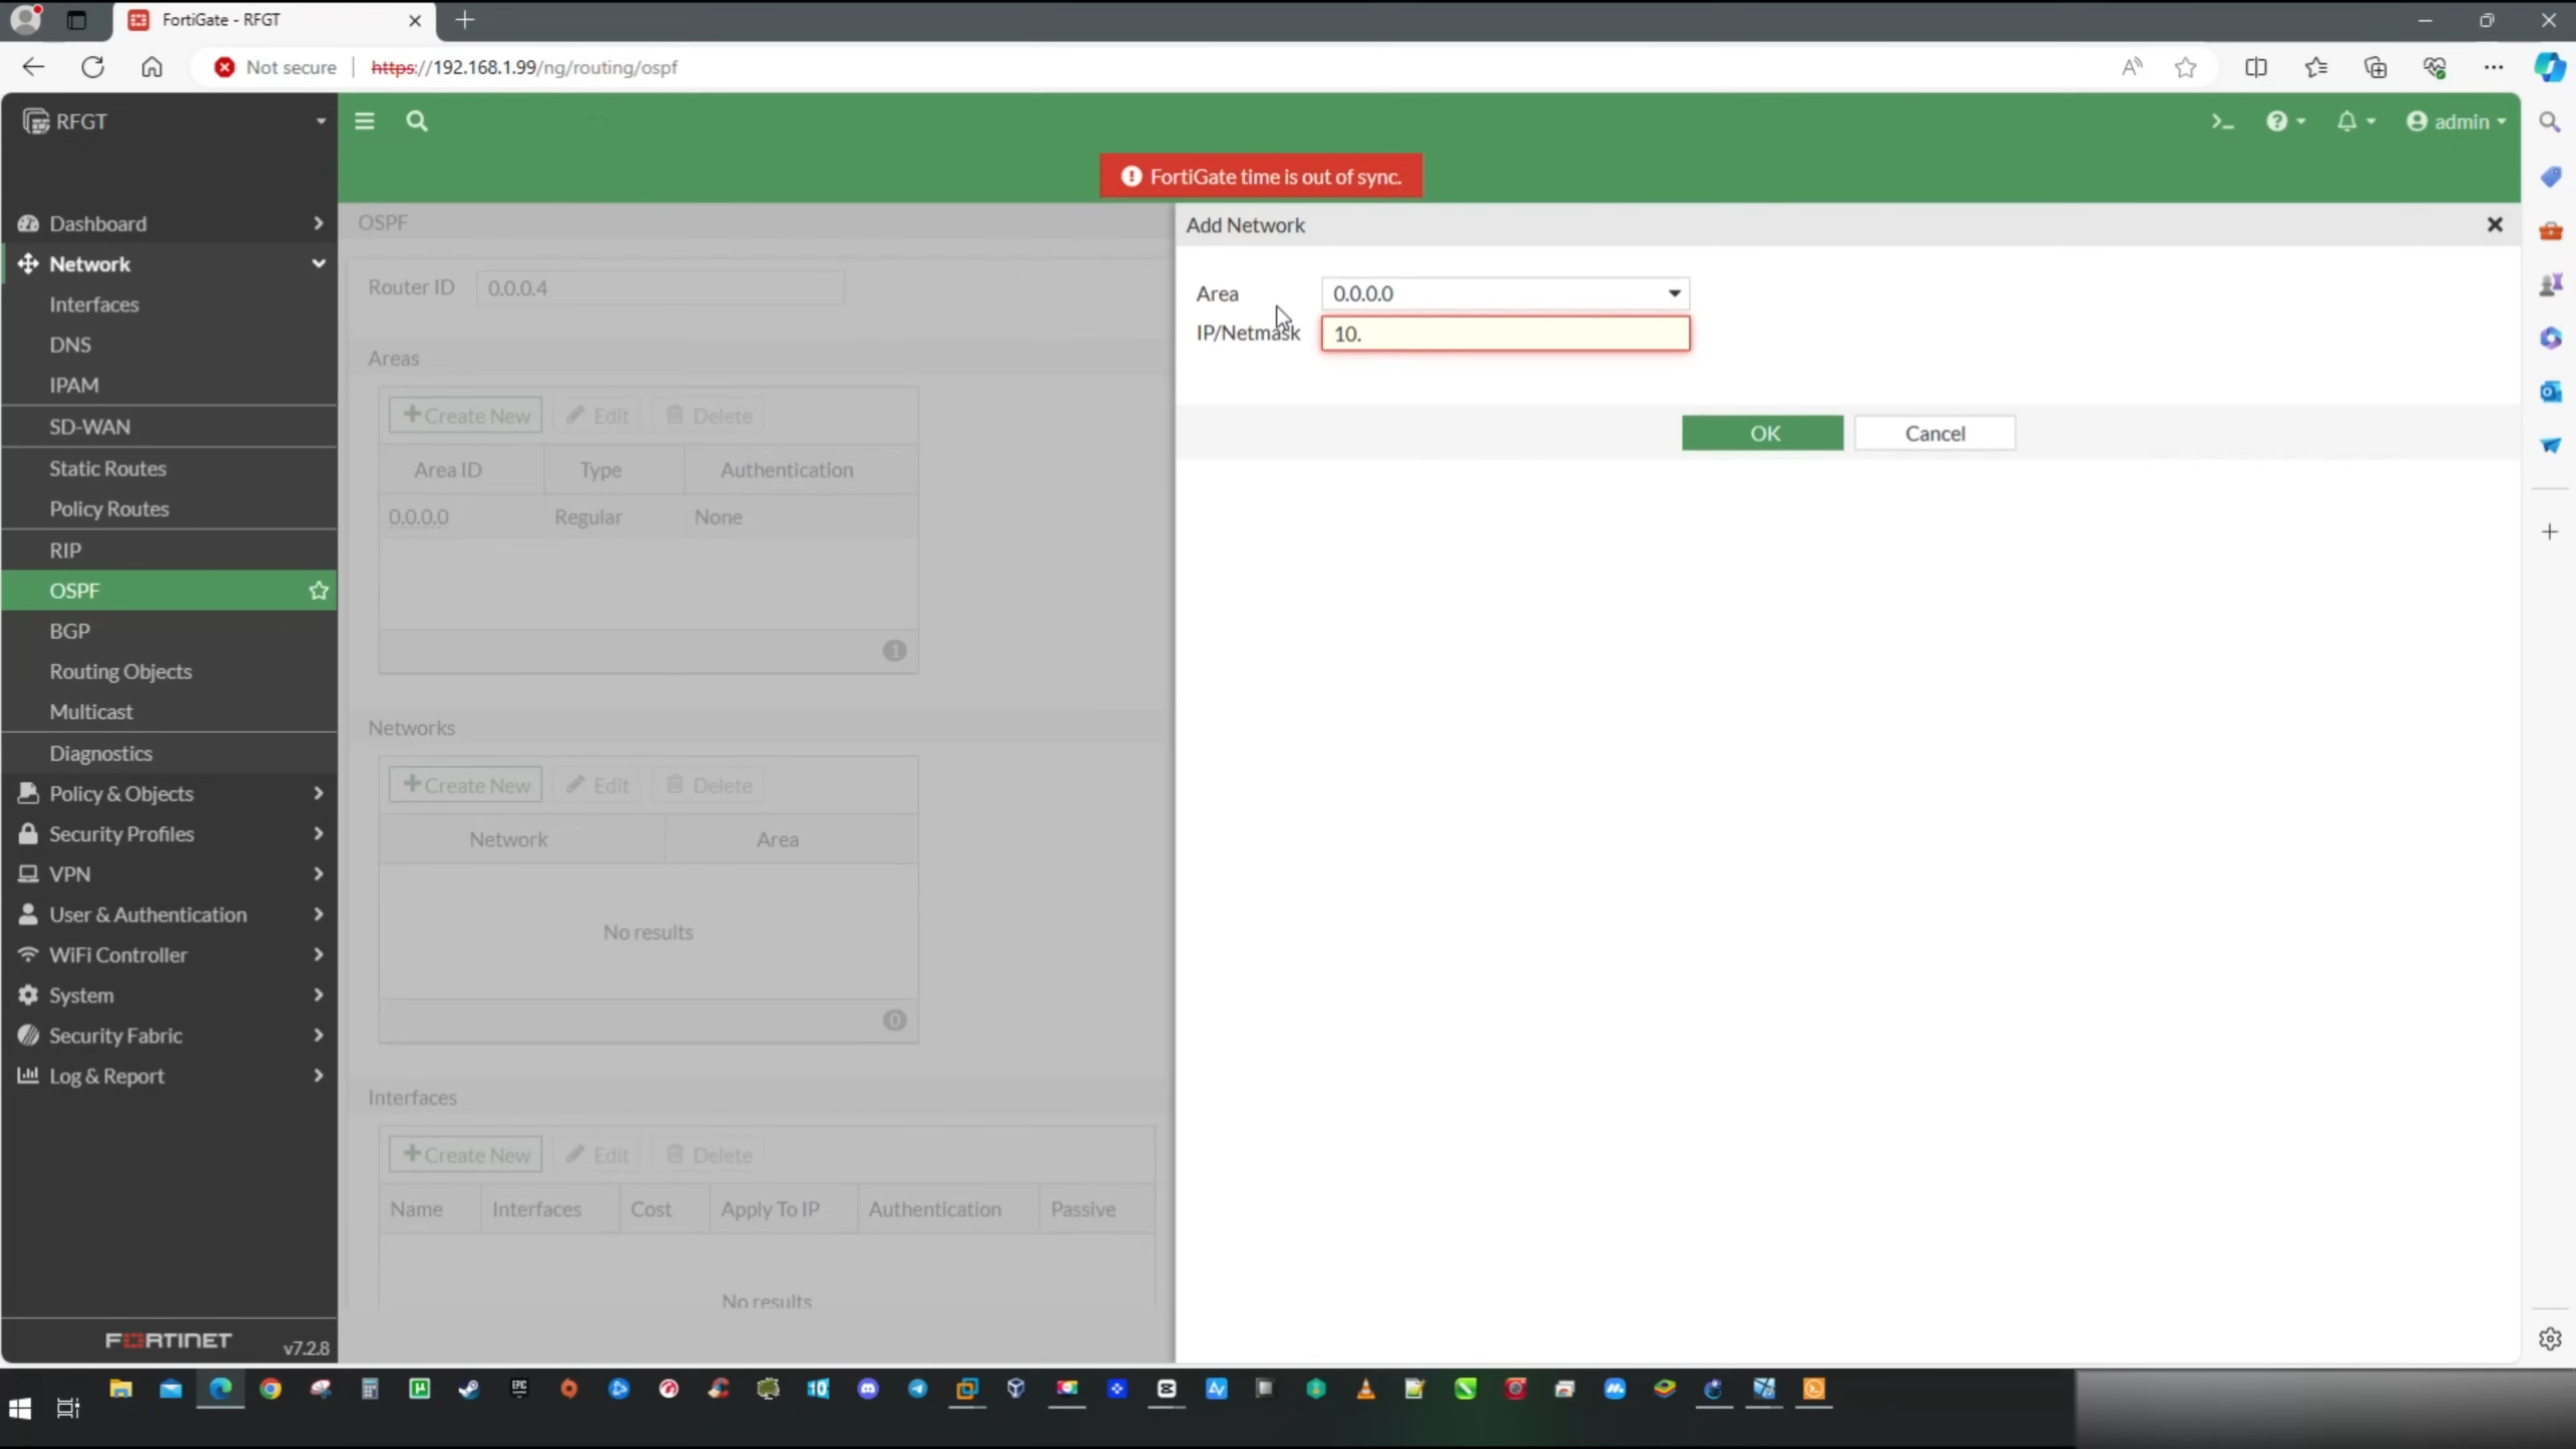 FortiGate - RFGT
Not secure
https://192.168.1.99/ng/routing/ospf
RFGT
admin
FortiGate time is out of sync.
Dashboard
Network
Interfaces
DNS
IPAM
SD-WAN
Static Routes
Policy Routes
RIP
OSPF
BGP
Routing Objects
Multicast
Diagnostics
Policy & Objects
Security Profiles
VPN
User & Authentication
WiFi Controller
System
Security Fabric
Log & Report
FORTINET
v7.2.8
OSPF
Router ID 0.0.0.4
Areas
Create New Edit Delete
Area ID Type Authentication
0.0.0.0 Regular None
1
Networks
Create New Edit Delete
Network Area
No results
0
Interfaces
Create New Edit Delete
Name Interfaces Cost Apply To IP Authentication Passive
No results
Add Network
Area 0.0.0.0
IP/Netmask 10.
OK Cancel